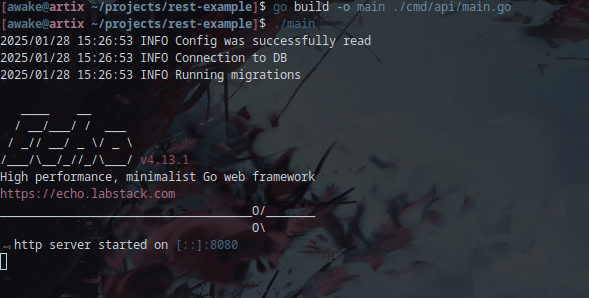 [awake@artix ~/projects/rest-example]$ go build -o main ./cmd/api/main.go
[awake@artix ~/projects/rest-example]$ ./main
2025/01/28 15:26:53 INFO Config was successfully read
2025/01/28 15:26:53 INFO Connection to DB
2025/01/28 15:26:53 INFO Running migrations
   ____    __
  / __/___/ /  ___
 / _// __/ _ \/ _ \
/___/\__/_//_/\___/ v4.13.1
High performance, minimalist Go web framework
https://echo.labstack.com
____________________________________O/_______
                                    O\
⇨ http server started on [::]:8080